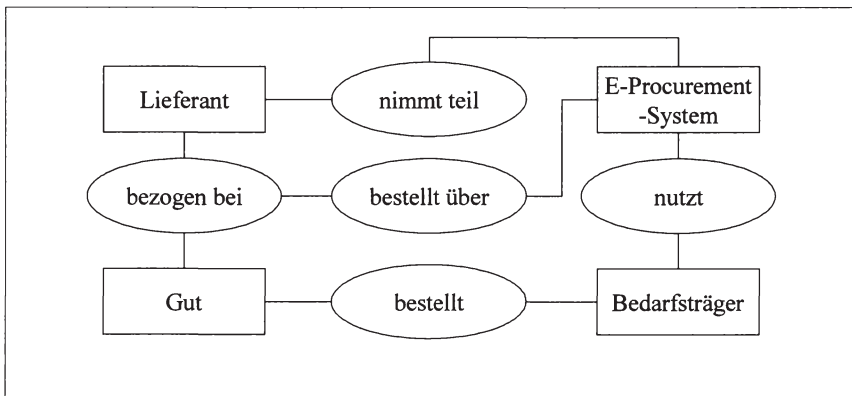 Lieferant
nimmt teil
E-Procurement
-System
bezogen bei
bestellt über
nutzt
Gut
bestellt
Bedarfsträger